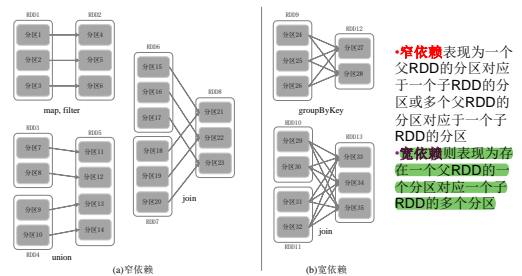 RDD1
RDD2
分区1
分区4
分区2
分区5
分区3
分区6
map, filter
RDD3
RDD5
分区7
分区8
分区11
分区12
分区9
分区10
分区13
分区14
RDD4
union
RDD6
分区15
分区16
分区17
分区18
分区19
分区20
RDD7
RDD8
分区21
分区22
分区23
join
(a)窄依赖
RDD9
RDD12
分区24
分区25
分区26
分区27
分区28
groupByKey
RDD10
RDD13
分区29
分区30
分区31
分区32
RDD11
分区33
分区34
分区35
join
(b)宽依赖
•窄依赖表现为一个
父RDD的分区对应
于一个子RDD的分
区或多个父RDD的
分区对应于一个子
RDD的分区
•宽依赖则表现为存
在一个父RDD的一
个分区对应一个子
RDD的多个分区